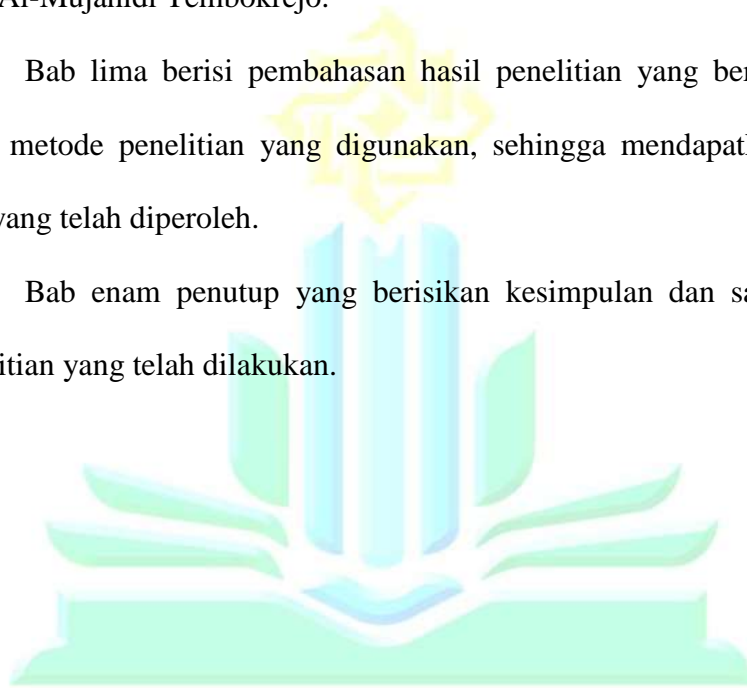 Al-Mujahidi Tembokrejo.
Bab lima berisi pembahasan hasil penelitian yang ber
metode penelitian yang digunakan, sehingga mendapat
yang telah diperoleh.
Bab enam penutup yang berisikan kesimpulan dan sa
itian yang telah dilakukan.